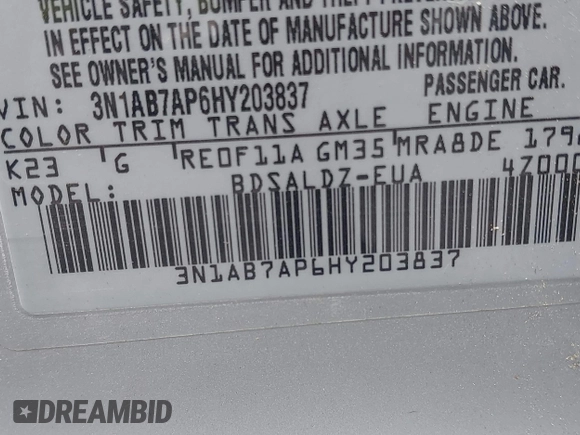 VEHICLE SAFETY, BUMPER AND THEFT
IN EFFECT ON THE DATE OF MANUFACTURE SHOWN ABOVE.
SEE OWNER'S MANUAL FOR ADDITIONAL INFORMATION.
VIN: 3N1AB7AP6HY203837 PASSENGER CAR.
COLOR TRIM TRANS AXLE ENGINE
K23 G RE0F11A GM35 MRA8DE
MODEL: BDSALDZ-EUA
3N1AB7AP6HY203837
DREAMBID